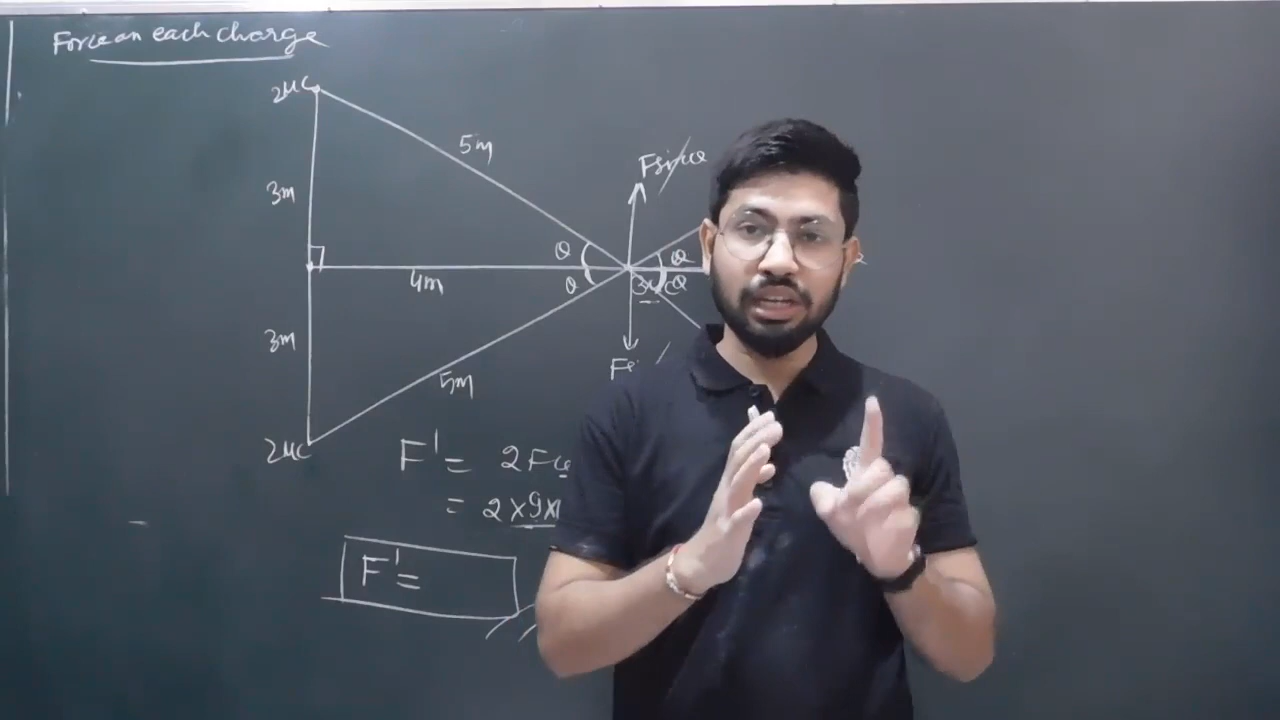 Force on each charge
2μC
5m
Fsinθ
3m
θ θ
4m
θ 3μC θ
3m
5m
2μC
F' = 2F
= 2×9×
F' =